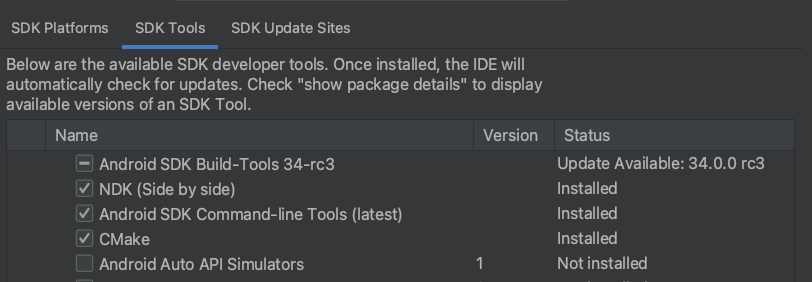 SDK Platforms SDK Tools SDK Update Sites
Below are the available SDK developer tools. Once installed, the IDE will
automatically check for updates. Check "show package details" to display
available versions of an SDK Tool.
Name Version Status
Android SDK Build-Tools 34-rc3 Update Available: 34.0.0 rc3
NDK (Side by side) Installed
Android SDK Command-line Tools (latest) Installed
CMake Installed
Android Auto API Simulators 1 Not installed